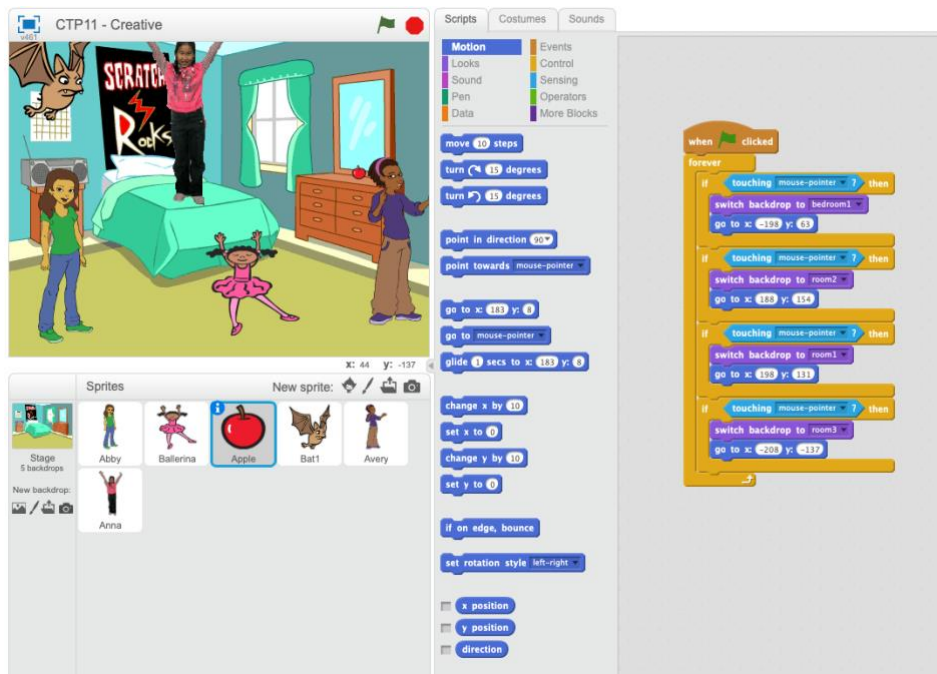 v461
CTP11 - Creative
SCRATCH
Rocks
x: 44 y: -137
Sprites
New sprite:
Stage
5 backdrops
New backdrop:
Abby
Ballerina
Apple
Bat1
Avery
Anna
Scripts
Costumes
Sounds
Motion
Looks
Sound
Pen
Data
Events
Control
Sensing
Operators
More Blocks
move 10 steps
turn 15 degrees
turn 15 degrees
point in direction 90
point towards mouse-pointer
go to x: 183 y: 8
go to mouse-pointer
glide 1 secs to x: 183 y: 8
change x by 10
set x to 0
change y by 10
set y to 0
if on edge, bounce
set rotation style left-right
x position
y position
direction
when clicked
forever
if touching mouse-pointer ? then
switch backdrop to bedroom1
go to x: -198 y: 63
if touching mouse-pointer ? then
switch backdrop to room2
go to x: 188 y: 154
if touching mouse-pointer ? then
switch backdrop to room1
go to x: 198 y: 131
if touching mouse-pointer ? then
switch backdrop to room3
go to x: -208 y: -137